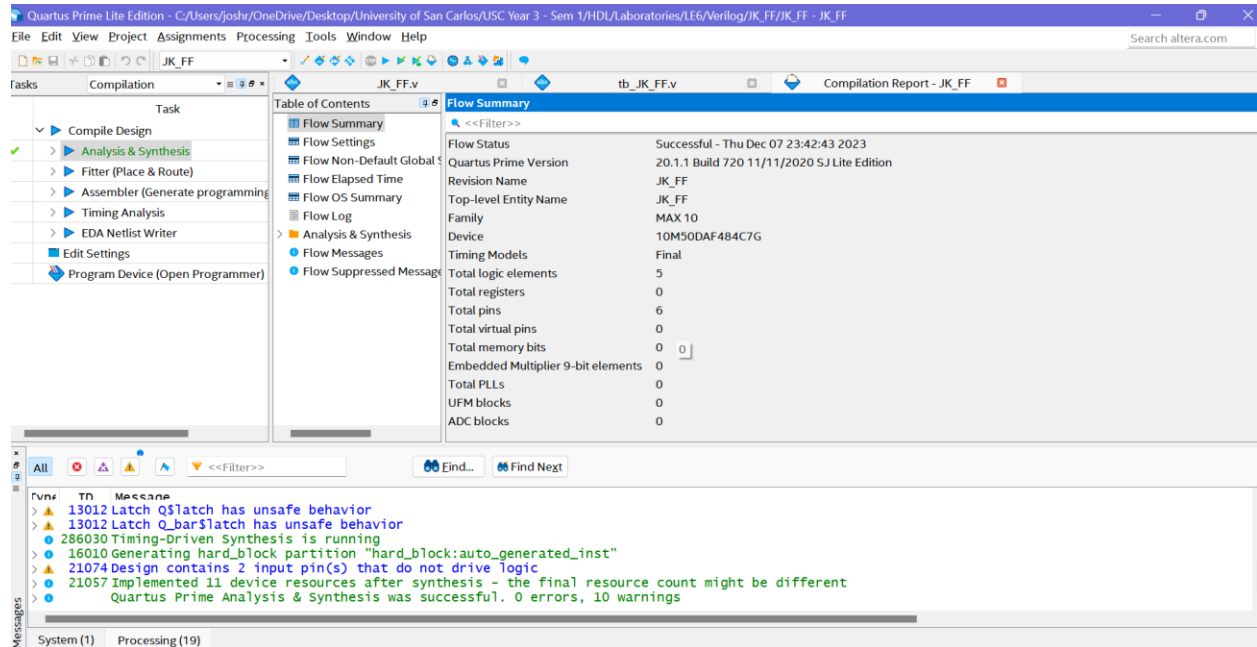 Quartus Prime Lite Edition - C:/Users/joshr/OneDrive/Desktop/University of San Carlos/USC Year 3 - Sem 1/HDL/Laboratories/LE6/Verilog/JK_FF/JK_FF - JK_FF
File Edit View Project Assignments Processing Tools Window Help
Search altera.com
JK_FF
Tasks Compilation
JK_FF.v
tb_JK_FF.v
Compilation Report - JK_FF
Task
Compile Design
Analysis & Synthesis
Fitter (Place & Route)
Assembler (Generate programming
Timing Analysis
EDA Netlist Writer
Edit Settings
Program Device (Open Programmer)
Table of Contents
Flow Summary
Flow Settings
Flow Non-Default Global S
Flow Elapsed Time
Flow OS Summary
Flow Log
Analysis & Synthesis
Flow Messages
Flow Suppressed Message
Flow Summary
<<Filter>>
Flow Status Successful - Thu Dec 07 23:42:43 2023
Quartus Prime Version 20.1.1 Build 720 11/11/2020 SJ Lite Edition
Revision Name JK_FF
Top-level Entity Name JK_FF
Family MAX 10
Device 10M50DAF484C7G
Timing Models Final
Total logic elements 5
Total registers 0
Total pins 6
Total virtual pins 0
Total memory bits 0 0
Embedded Multiplier 9-bit elements 0
Total PLLs 0
UFM blocks 0
ADC blocks 0
All <<Filter>> Find... Find Next
Type ID Message
13012 Latch Q$latch has unsafe behavior
13012 Latch Q_bar$latch has unsafe behavior
286030 Timing-Driven Synthesis is running
16010 Generating hard_block partition "hard_block:auto_generated_inst"
21074 Design contains 2 input pin(s) that do not drive logic
21057 Implemented 11 device resources after synthesis - the final resource count might be different
Quartus Prime Analysis & Synthesis was successful. 0 errors, 10 warnings
Messages
System (1) Processing (19)